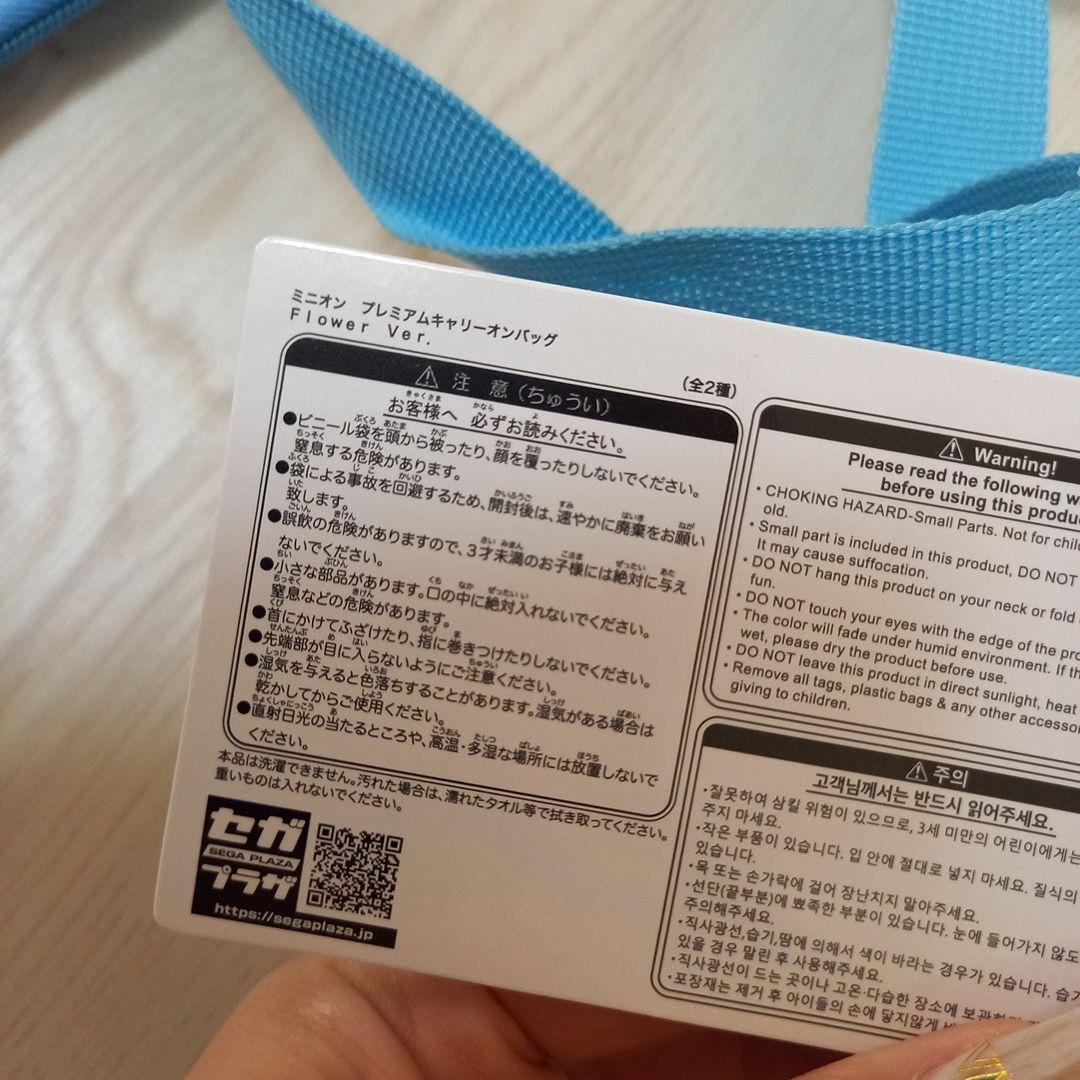 ミニオン　プレミアムキャリーオンバッグ
Flower Ver.
(全2種)
注　意(ちゅうい)
お客様へ 必ずお読みください。
●ビニール袋を頭から被ったり、顔を覆ったりしないでください。
窒息する危険があります。
●袋による事故を回避するため、開封後は、速やかに廃棄をお願い
致します。
●誤飲の危険がありますので、3才未満のお子様には絶対に与え
ないでください。
●小さな部品があります。口の中に絶対入れないでください。
窒息などの危険があります。
●首にかけてふざけたり、指に巻きつけたりしないでください。
●先端部が目に入らないようにご注意ください。
●湿気を与えると色落ちすることがあります。湿気がある場合は
乾かしてからご使用ください。
●直射日光の当たるところや、高温・多湿な場所には放置しないで
ください。
本品は洗濯できません。汚れた場合は、濡れたタオル等で拭き取ってください。
重いものは入れないでください。
セガ
SEGA PLAZA
プラザ
https://segaplaza.jp
Warning!
Please read the following
before using this
・CHOKING HAZARD-Small Parts. Not for
old.
・Small part is included in this product, DO NOT
It may cause suffocation.
・DO NOT hang this product on your neck or fold
fun.
・DO NOT touch your eyes with the edge of the
・The color will fade under humid environment. If
wet, please dry the product before use.
・DO NOT leave this product in direct sunlight, heat
・Remove all tags, plastic bags & any other
giving to children.
주의
고객님께서는 반드시 읽어주세요.
・잘못하여 삼킬 위험이 있으므로, 3세 미만의 어린이에게는
주지 마세요.
・작은 부품이 있습니다. 입 안에 절대로 넣지 마세요. 질식의
있습니다.
・목 또는 손가락에 걸어 장난치지 말아주세요.
・선단(끝부분)에 뾰족한 부분이 있습니다. 눈에 들어가지
주의해주세요.
・직사광선,습기,땀에 의해서 색이 바라는 경우가 있습니다.
있을 경우 말린 후 사용해주세요.
・직사광선이 드는 곳이나 고온·다습한 장소에
・포장재는 제거 후 아이들의 손에 닿지않게